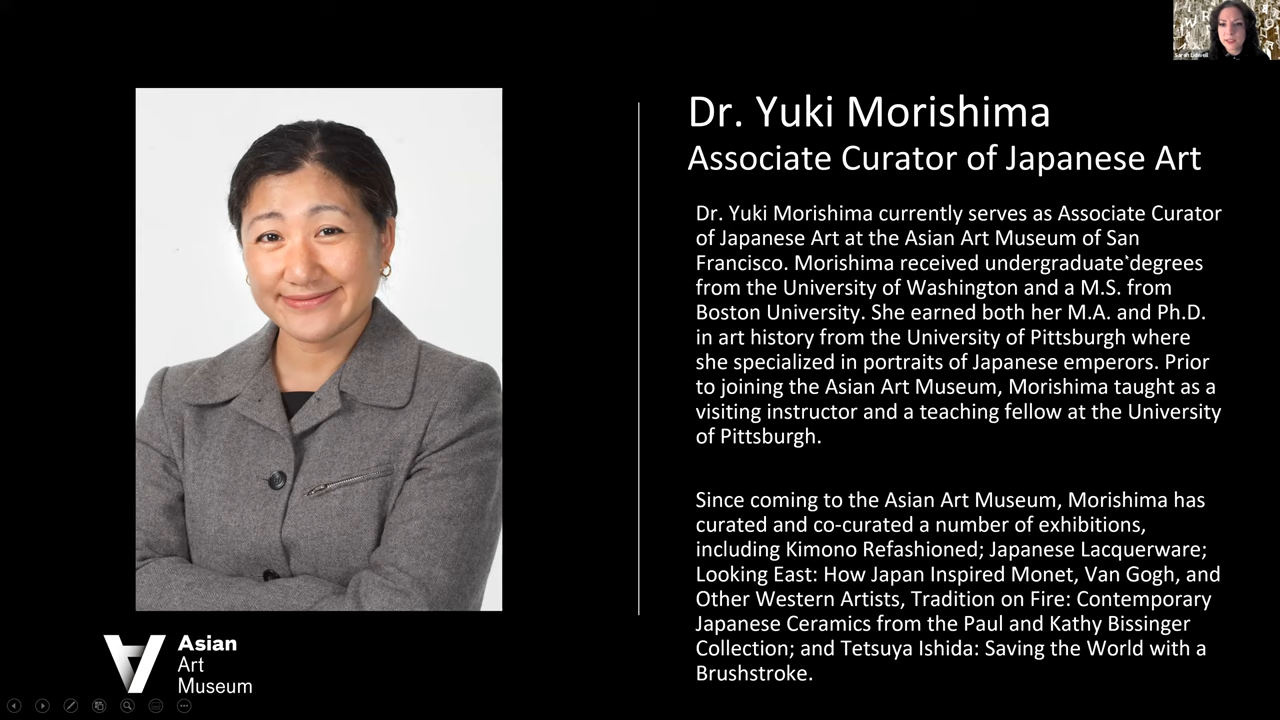 Dr. Yuki Morishima
Associate Curator of Japanese Art
Dr. Yuki Morishima currently serves as Associate Curator
of Japanese Art at the Asian Art Museum of San
Francisco. Morishima received undergraduate degrees
from the University of Washington and a M.S. from
Boston University. She earned both her M.A. and Ph.D.
in art history from the University of Pittsburgh where
she specialized in portraits of Japanese emperors. Prior
to joining the Asian Art Museum, Morishima taught as a
visiting instructor and a teaching fellow at the University
of Pittsburgh.
Since coming to the Asian Art Museum, Morishima has
curated and co-curated a number of exhibitions,
including Kimono Refashioned; Japanese Lacquerware;
Looking East: How Japan Inspired Monet, Van Gogh, and
Other Western Artists, Tradition on Fire: Contemporary
Japanese Ceramics from the Paul and Kathy Bissinger
Collection; and Tetsuya Ishida: Saving the World with a
Brushstroke.
Asian
Art
Museum